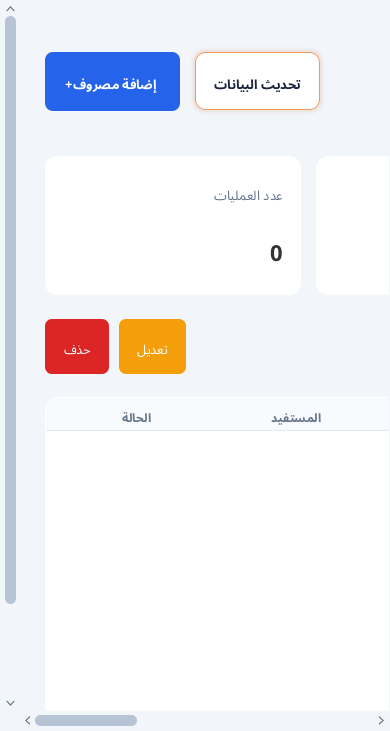 تحديث البيانات
إضافة مصروف+
عدد العمليات
0
تعديل
حذف
المستفيد
الحالة